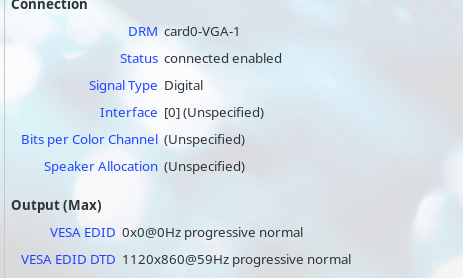 Connection
DRM card0-VGA-1
Status connected enabled
Signal Type Digital
Interface [0] (Unspecified)
Bits per Color Channel (Unspecified)
Speaker Allocation (Unspecified)
Output (Max)
VESA EDID 0x0@0Hz progressive normal
VESA EDID DTD 1120x860@59Hz progressive normal